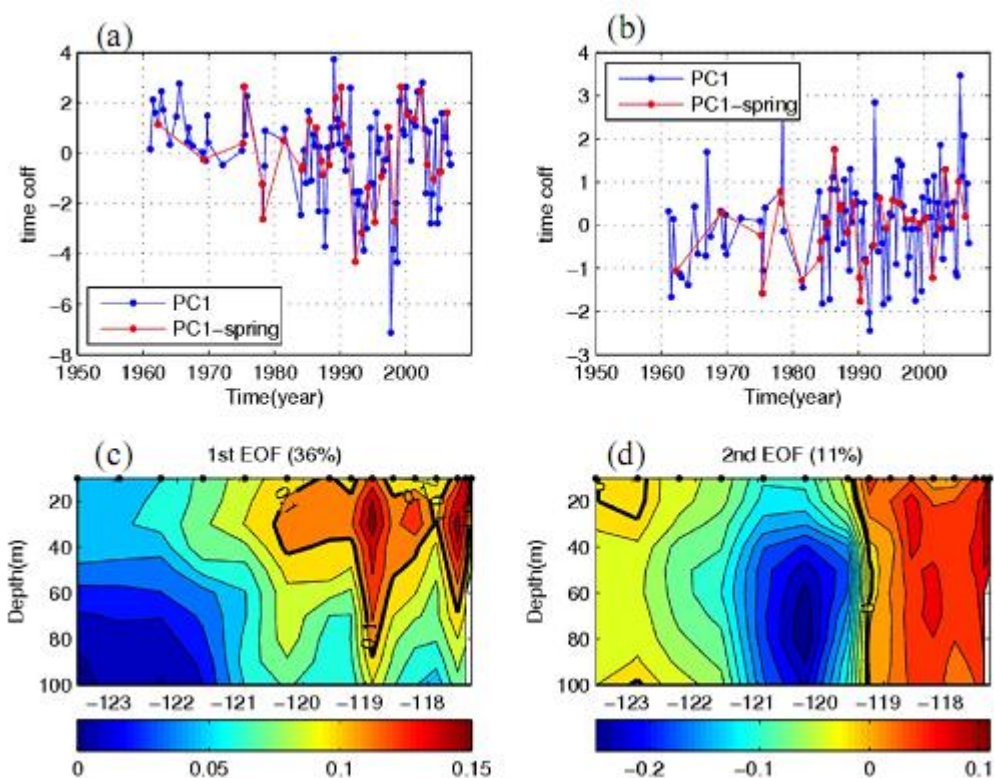 (a)
4
2
0
−2
−4
−6
−8
time coff
PC1
PC1−spring
1950 1960 1970 1980 1990 2000
Time(year)
(b)
4
3
2
1
0
−1
−2
−3
time coff
PC1
PC1−spring
1950 1960 1970 1980 1990 2000
Time(year)
(c) 1st EOF (36%)
20
40
60
80
100
Depth(m)
−123 −122 −121 −120 −119 −118
0 0.05 0.1 0.15
(d) 2nd EOF (11%)
20
40
60
80
100
Depth(m)
−123 −122 −121 −120 −119 −118
−0.2 −0.1 0 0.1